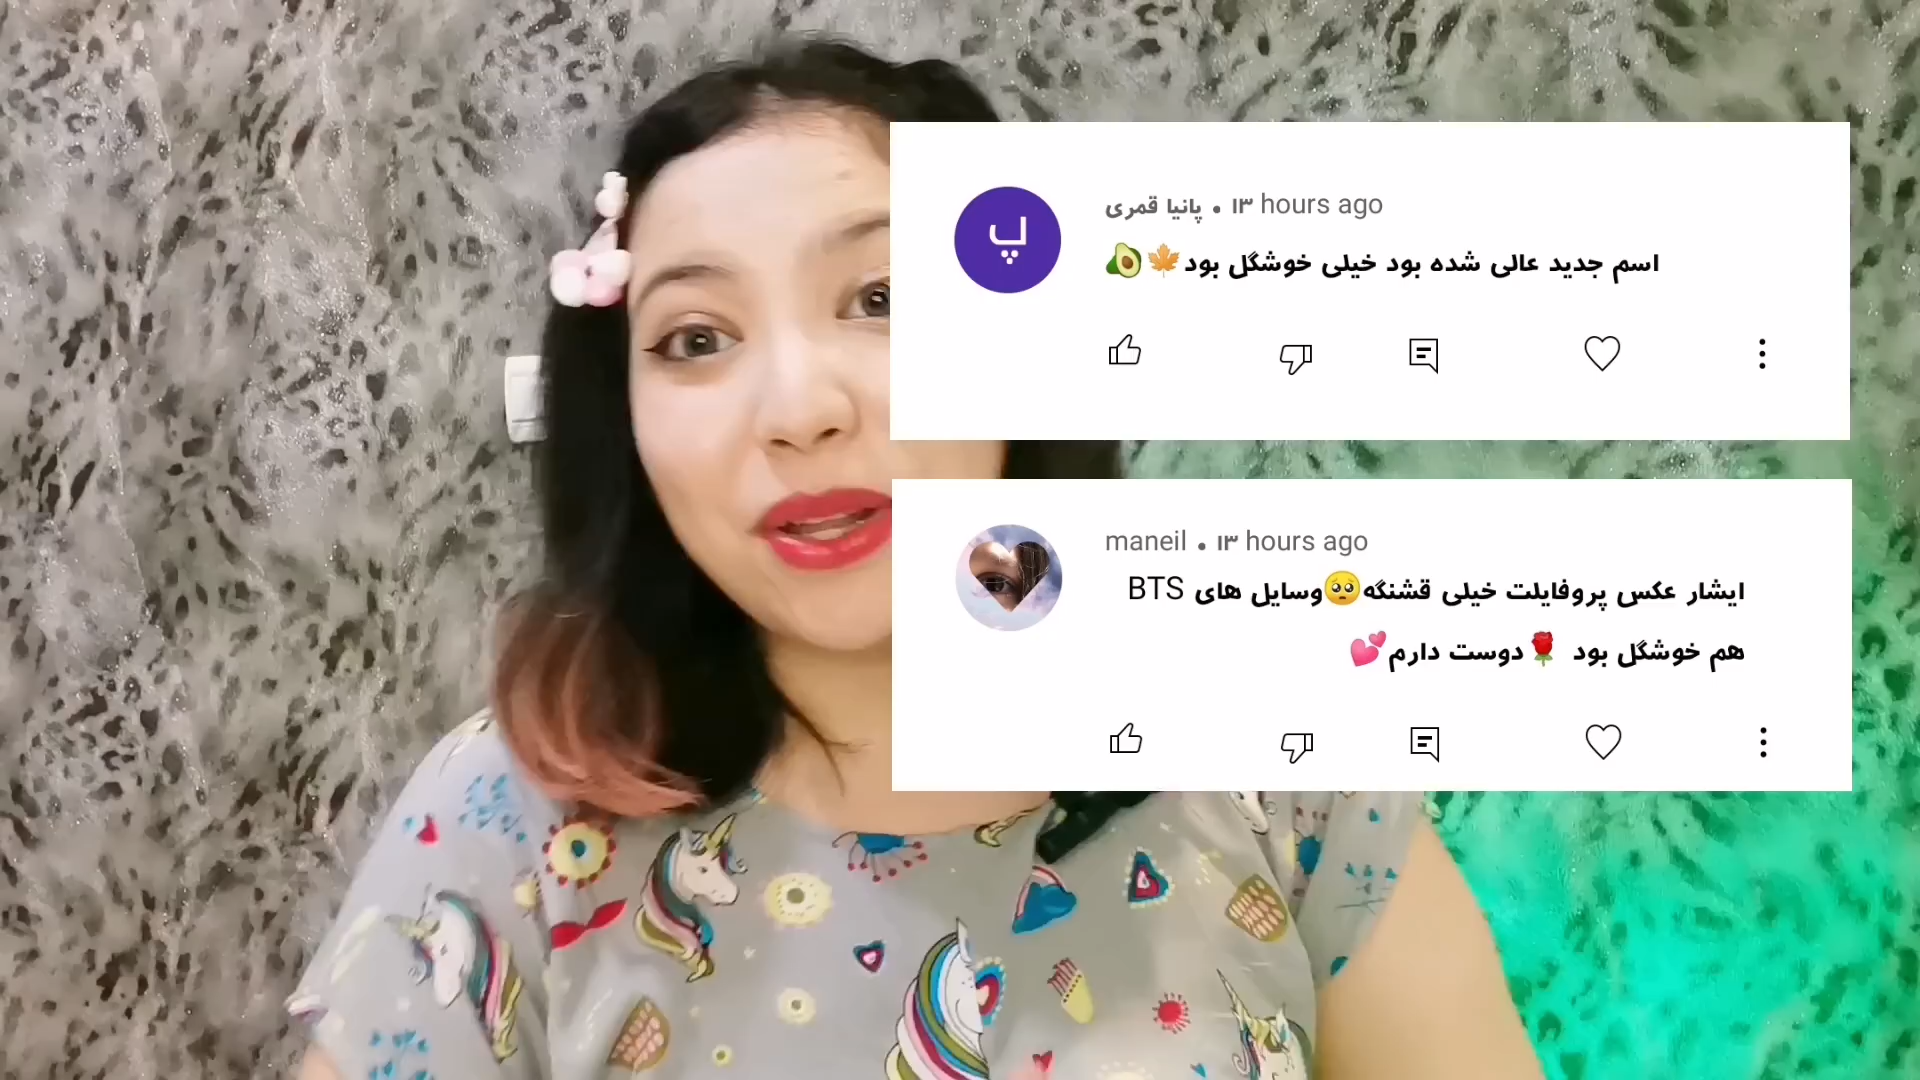 پ
پانیا قمری • ۱۳ hours ago
اسم جدید عالی شده بود خیلی خوشگل بود🍁🥑
maneil • ۱۳ hours ago
ایشار عکس پروفایلت خیلی قشنگه🥺وسایل های BTS
هم خوشگل بود 🌹دوست دارم💕